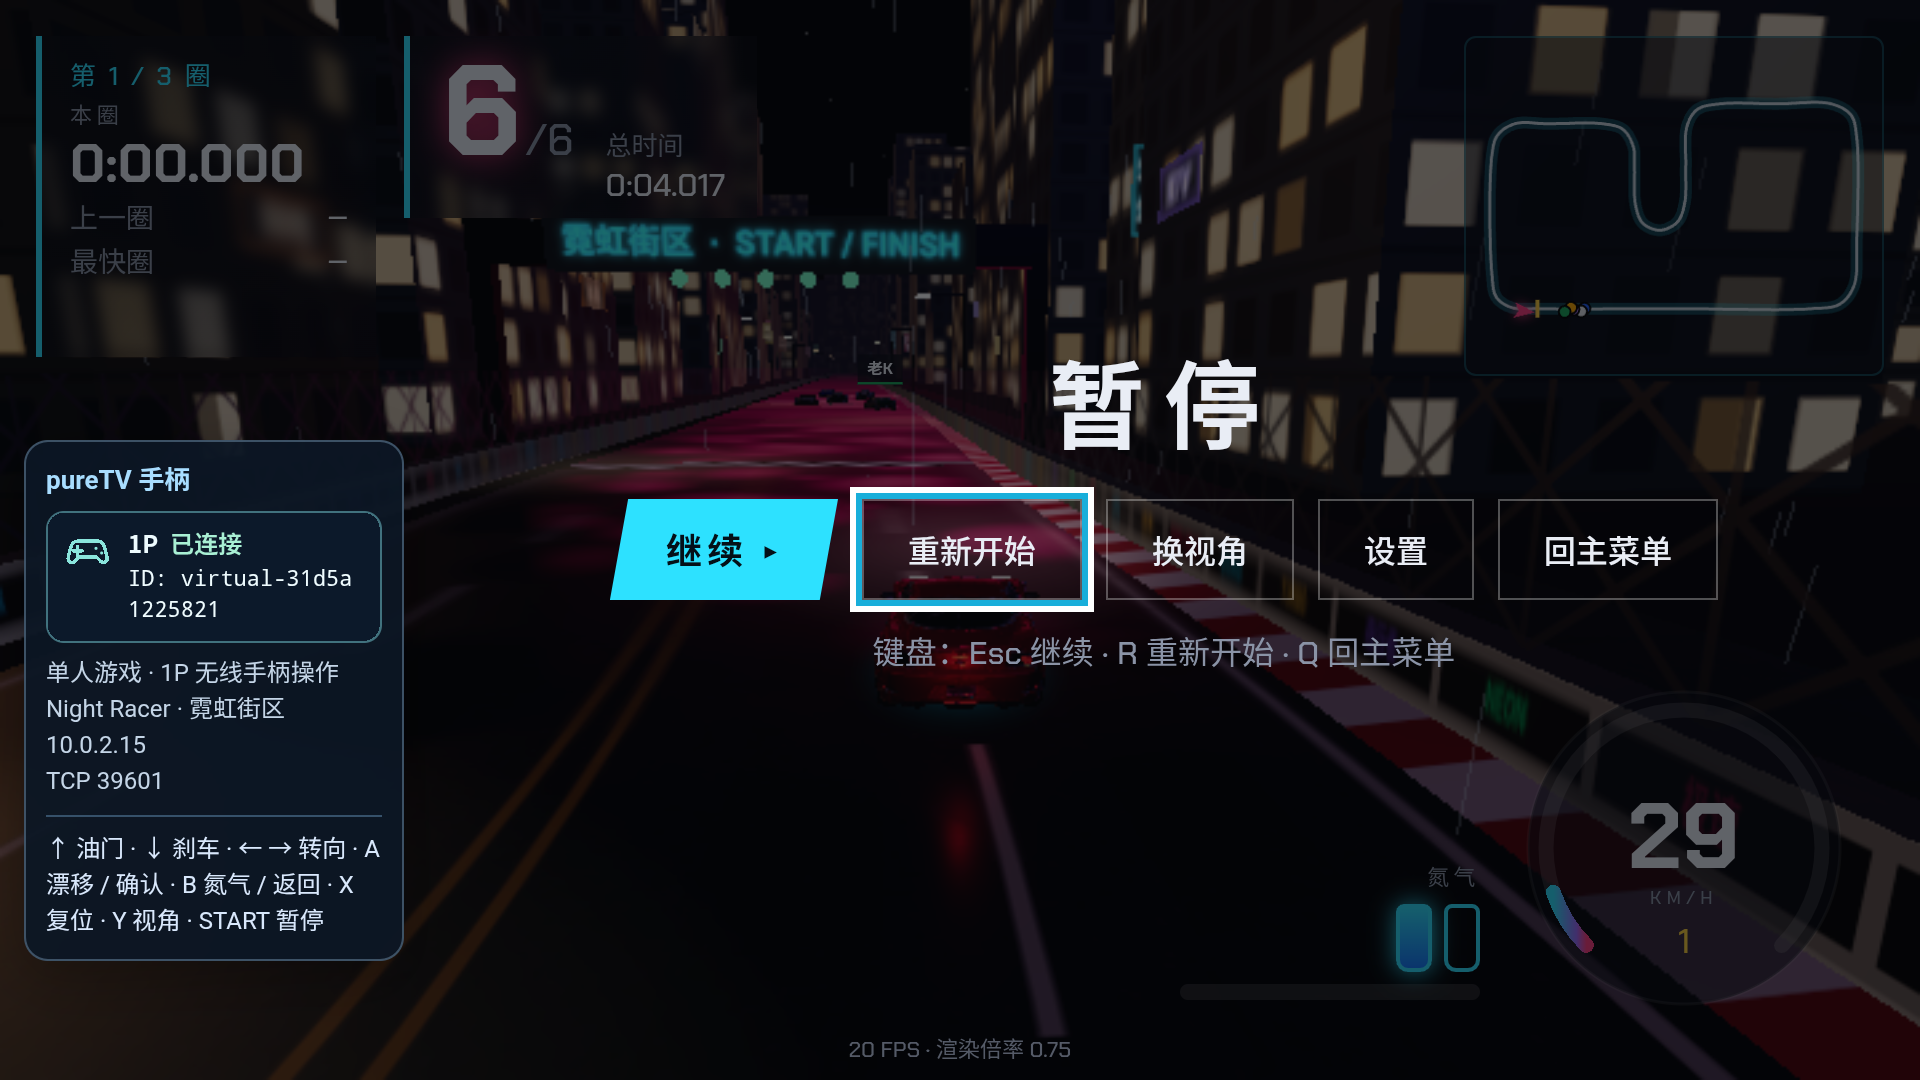 第 1 / 3 圈
本圈
0:00.000
上一圈 —
最快圈 —
6/6
总时间
0:04.017
霓虹街区 · START / FINISH
老K
暂停
继续 ▸
重新开始
换视角
设置
回主菜单
键盘：Esc 继续 · R 重新开始 · Q 回主菜单
pureTV 手柄
1P 已连接
ID: virtual-31d5a
1225821
单人游戏 · 1P 无线手柄操作
Night Racer · 霓虹街区
10.0.2.15
TCP 39601
↑ 油门 · ↓ 刹车 · ←→ 转向 · A
漂移 / 确认 · B 氮气 / 返回 · X
复位 · Y 视角 · START 暂停
NEON
氮气
29
KM/H
1
20 FPS · 渲染倍率 0.75